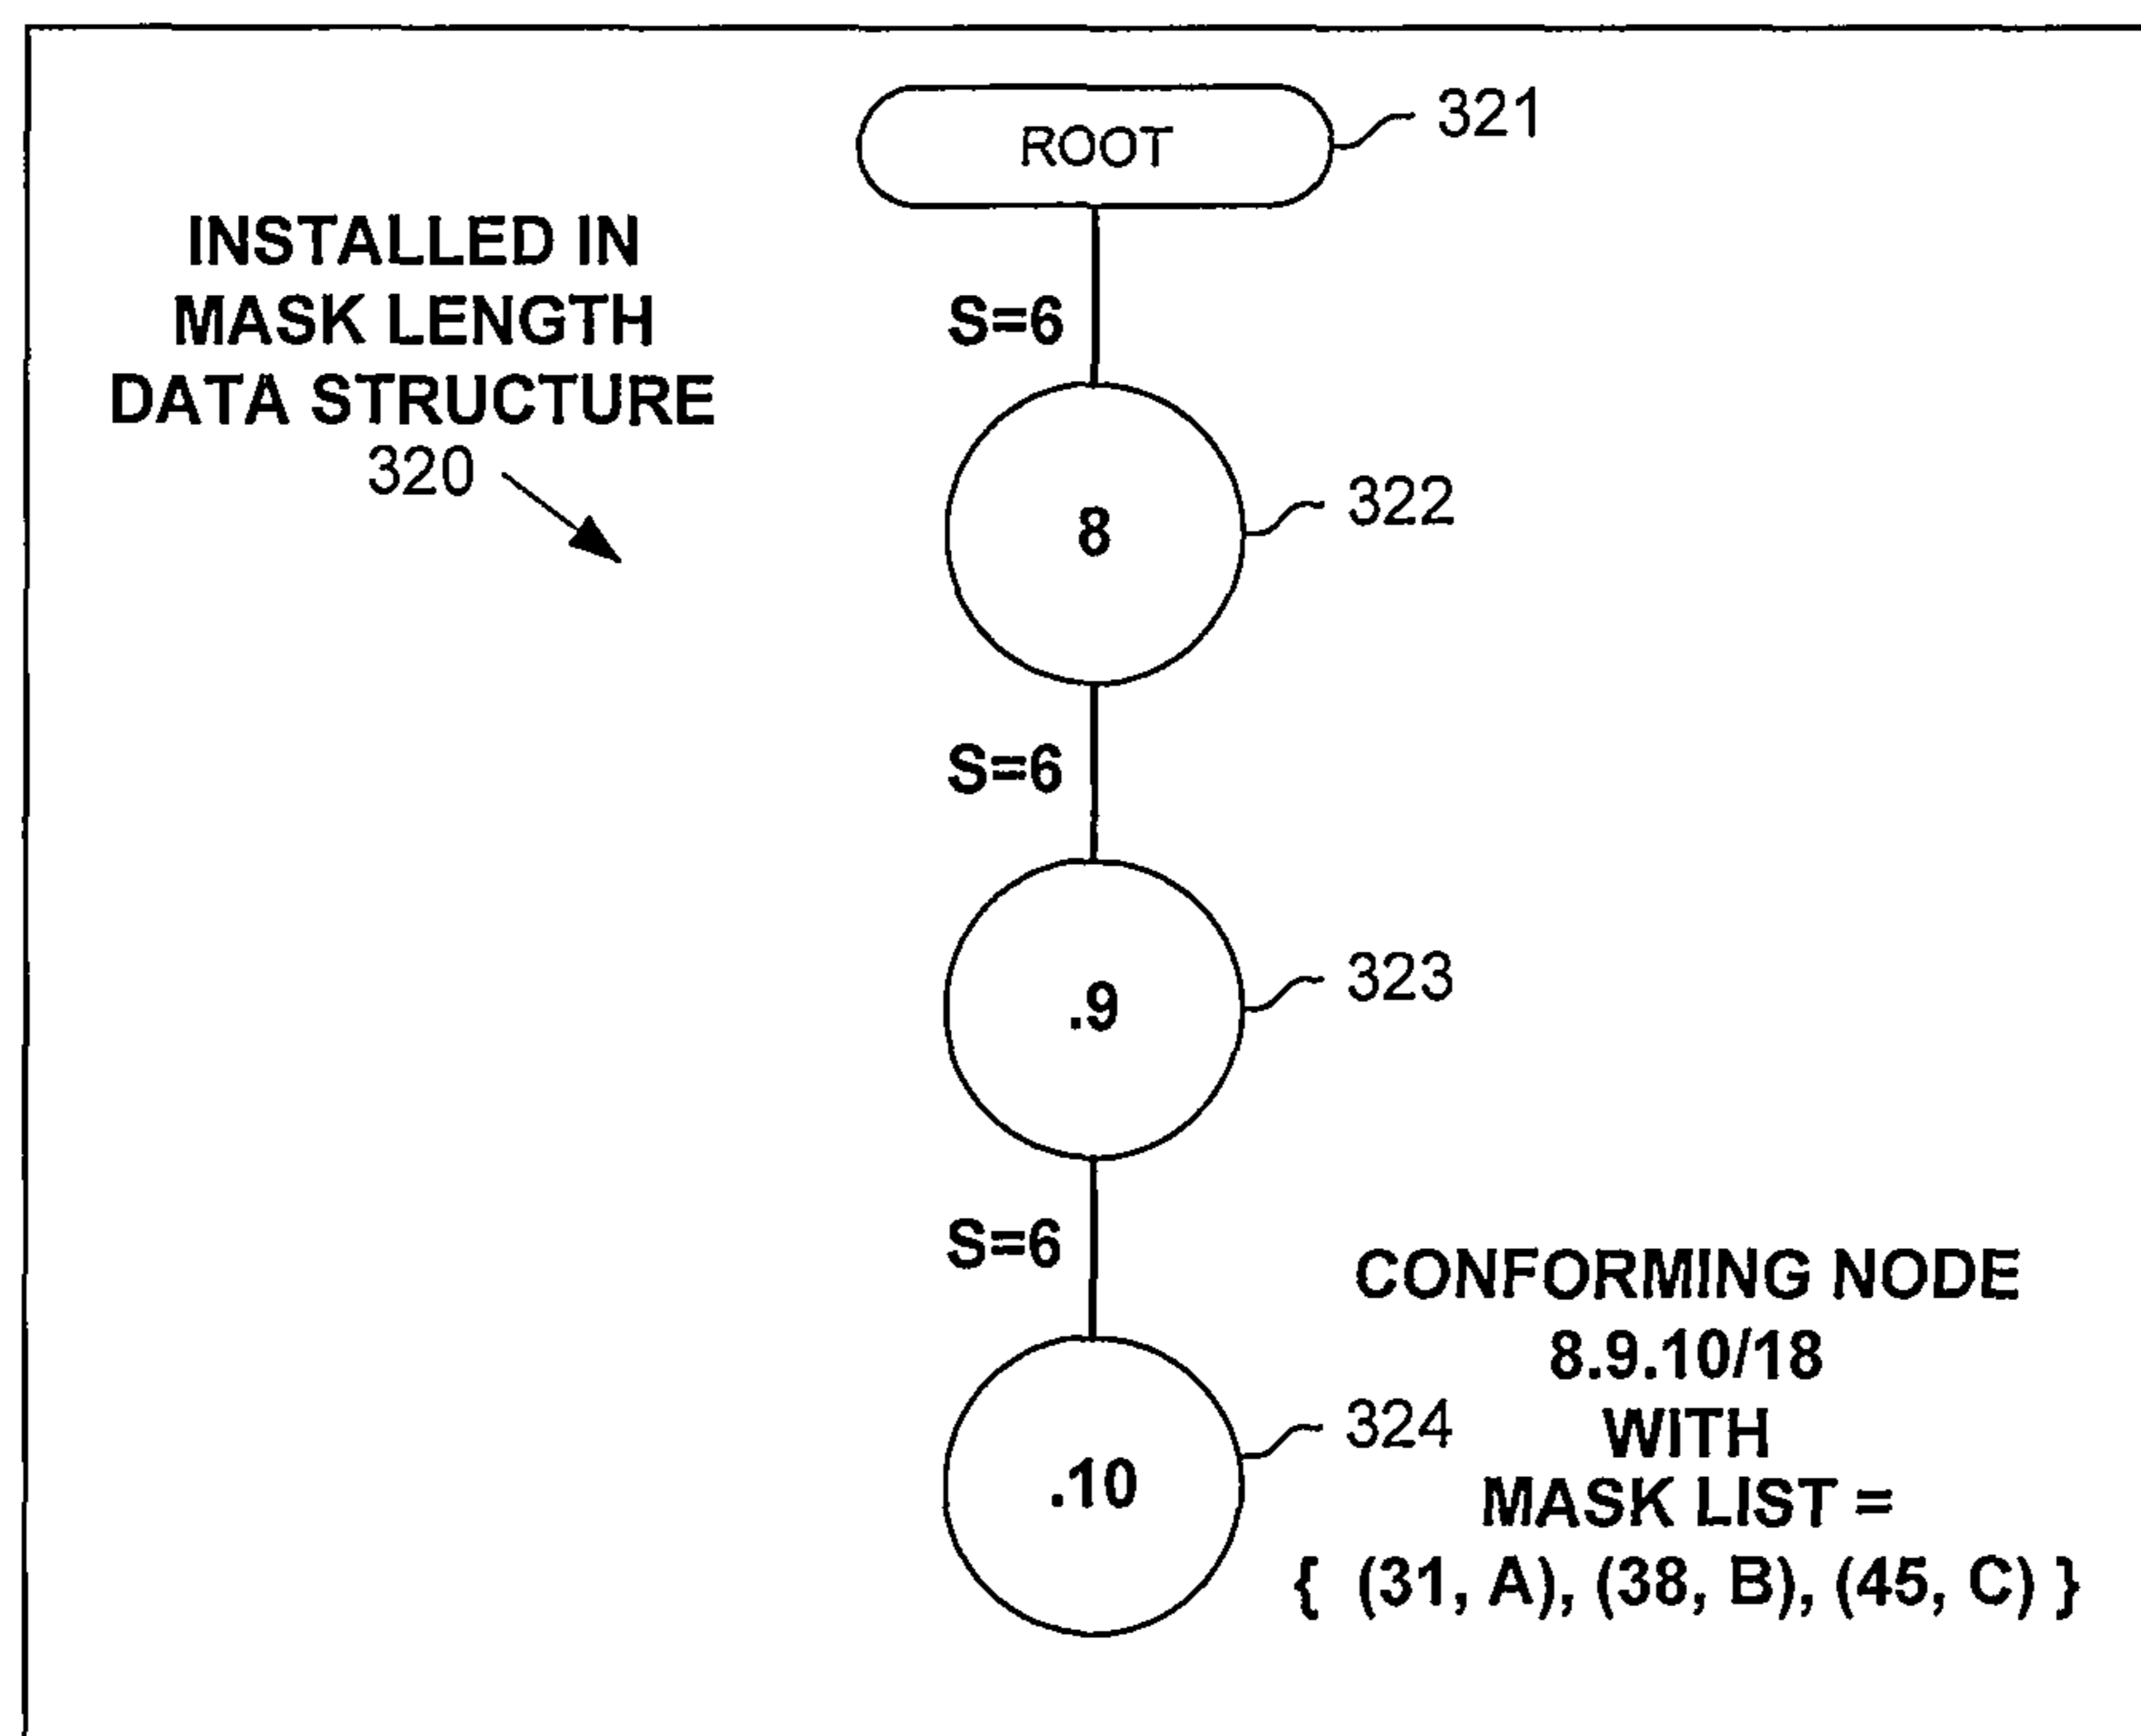 ROOT
321
INSTALLED IN
MASK LENGTH
DATA STRUCTURE
320
S=6
8
322
S=6
.9
323
S=6
.10
324
CONFORMING NODE
8.9.10/18
WITH
MASK LIST =
{ (31, A), (38, B), (45, C) }